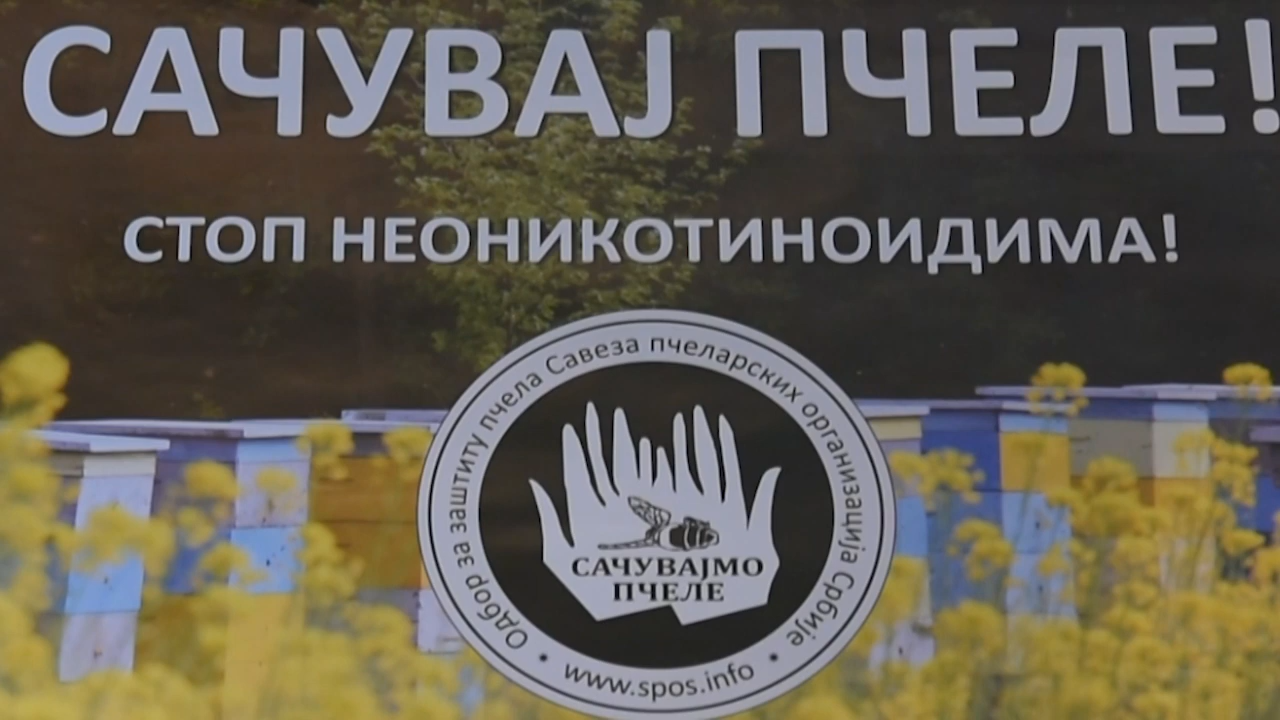 САЧУВАЈ ПЧЕЛЕ!
СТОП НЕОНИКОТИНОИДИМА!
Одбор за заштиту пчела Савеза пчеларских организација Србије
САЧУВАЈМО
ПЧЕЛЕ
www.spos.info